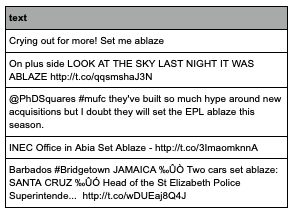 text
Crying out for more! Set me ablaze
On plus side LOOK AT THE SKY LAST NIGHT IT WAS
ABLAZE http://t.co/qqsmshaJ3N
@PhDSquares #mufc they've built so much hype around new
acquisitions but I doubt they will set the EPL ablaze this
season.
INEC Office in Abia Set Ablaze - http://t.co/3ImaomknnA
Barbados #Bridgetown JAMAICA ‰ÛÒ Two cars set ablaze:
SANTA CRUZ ‰ÛÓ Head of the St Elizabeth Police
Superintende... http://t.co/wDUEaj8Q4J